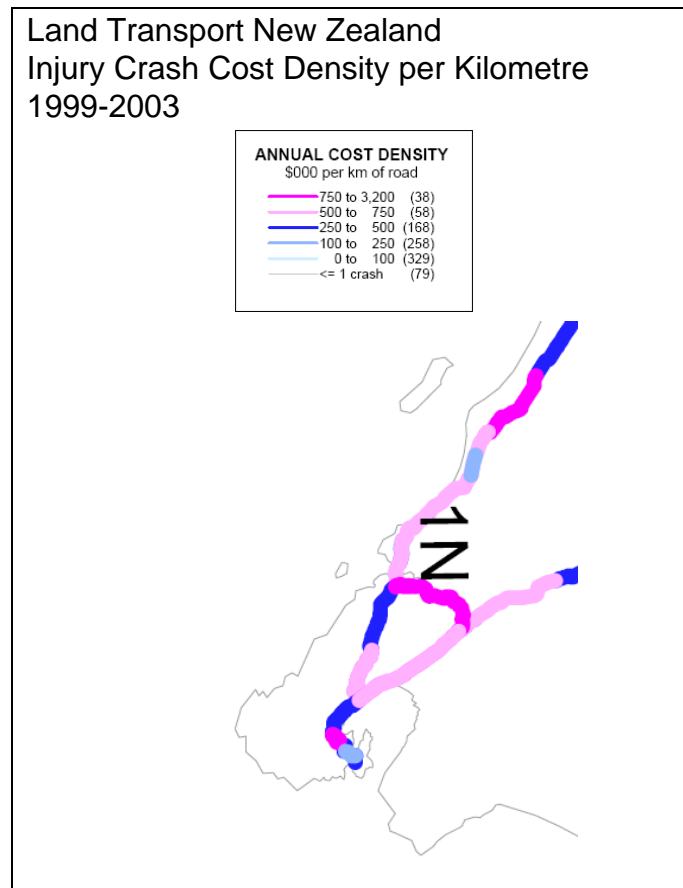 Land Transport New Zealand
Injury Crash Cost Density per Kilometre
1999-2003
ANNUAL COST DENSITY
$000 per km of road
750 to 3,200 (38)
500 to 750 (58)
250 to 500 (168)
100 to 250 (258)
0 to 100 (329)
<= 1 crash (79)
1N